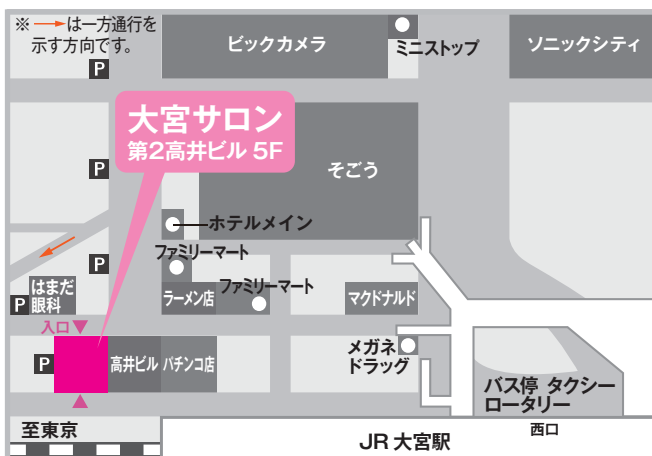 ※→は一方通行を
示す方向です。
ビックカメラ
ミニストップ
ソニックシティ
P
大宮サロン
第2高井ビル 5F
P
そごう
ホテルメイン
ファミリーマート
P
はまだ
眼科
P
ラーメン店
ファミリーマート
マクドナルド
入口▼
P
高井ビル
パチンコ店
メガネ
ドラッグ
バス停 タクシー
ロータリー
▲
至東京
JR 大宮駅
西口